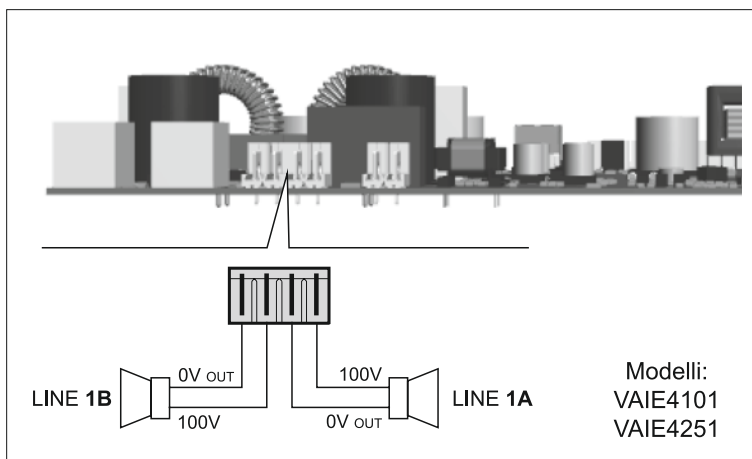 0V OUT
100V
LINE 1B
100V
0V OUT
LINE 1A
Modelli:
VAIE4101
VAIE4251